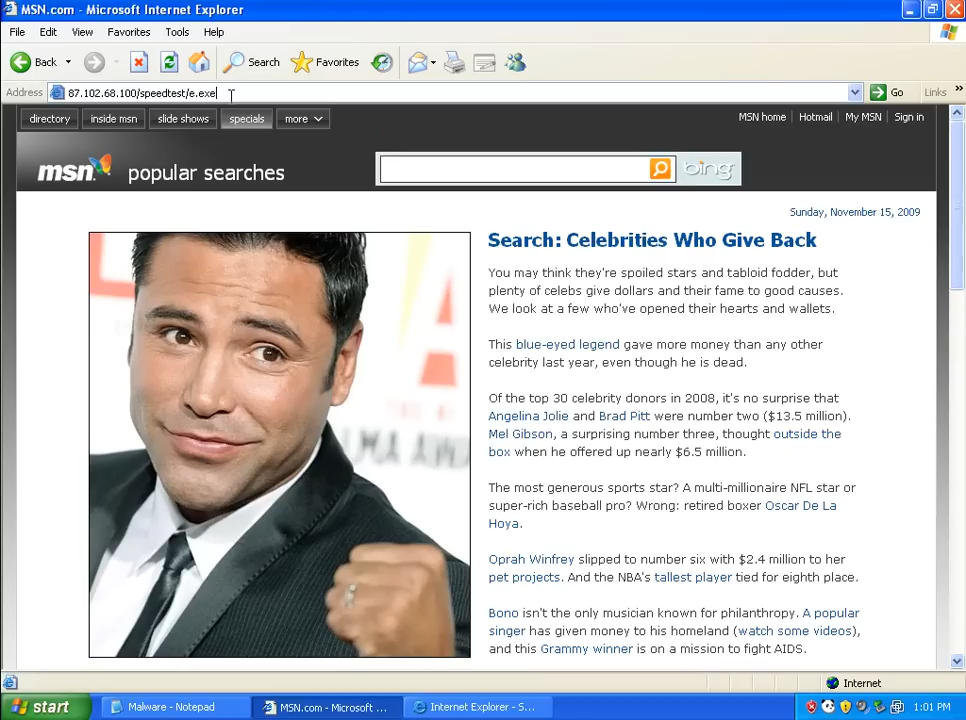 MSN.com - Microsoft Internet Explorer
File Edit View Favorites Tools Help
Back Search Favorites
Address 87.102.68.100/speedtest/e.exe Go Links »
directory inside msn slide shows specials more MSN home Hotmail My MSN Sign in
msn popular searches bing
Sunday, November 15, 2009
Search: Celebrities Who Give Back
You may think they're spoiled stars and tabloid fodder, but
plenty of celebs give dollars and their fame to good causes.
We look at a few who've opened their hearts and wallets.
This blue-eyed legend gave more money than any other
celebrity last year, even though he is dead.
Of the top 30 celebrity donors in 2008, it's no surprise that
Angelina Jolie and Brad Pitt were number two ($13.5 million).
Mel Gibson, a surprising number three, thought outside the
box when he offered up nearly $6.5 million.
The most generous sports star? A multi-millionaire NFL star or
super-rich baseball pro? Wrong: retired boxer Oscar De La
Hoya.
Oprah Winfrey slipped to number six with $2.4 million to her
pet projects. And the NBA's tallest player tied for eighth place.
Bono isn't the only musician known for philanthropy. A popular
singer has given money to his homeland (watch some videos),
and this Grammy winner is on a mission to fight AIDS.
Internet
start Malware - Notepad MSN.com - Microsoft ... Internet Explorer - S... 1:01 PM